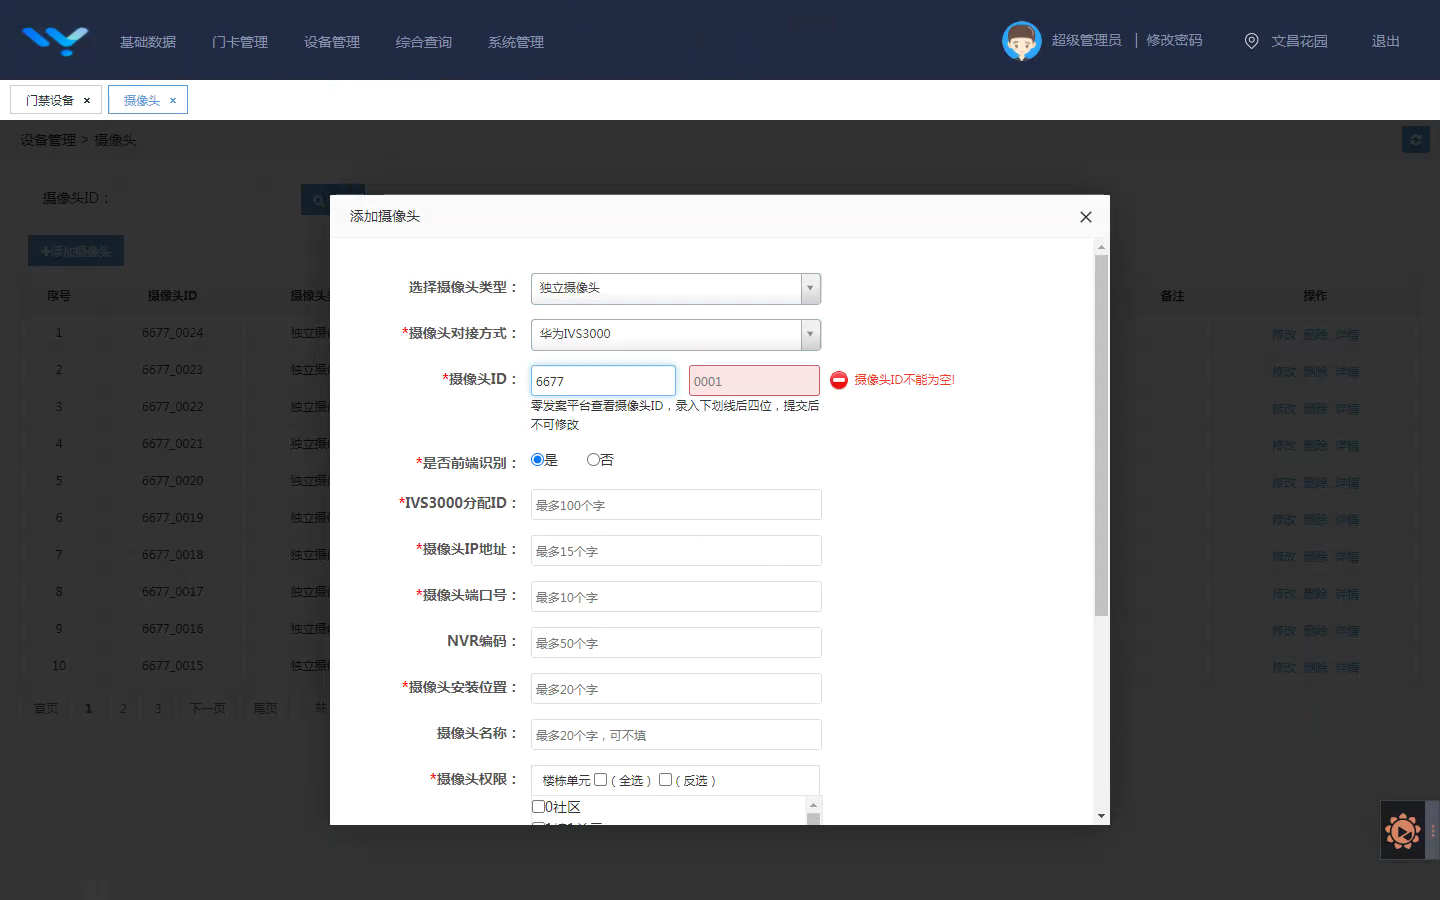 基础数据 门卡管理 设备管理 综合查询 系统管理 超级管理员 | 修改密码 文昌花园 退出
门禁设备 × 摄像头 ×
设备管理 > 摄像头
摄像头ID：
+添加摄像头
添加摄像头 ×
选择摄像头类型： 独立摄像头
*摄像头对接方式： 华为IVS3000
*摄像头ID： 6677 0001 摄像头ID不能为空!
零发案平台查看摄像头ID，录入下划线后四位，提交后
不可修改
*是否前端识别： 是 否
*IVS3000分配ID： 最多100个字
*摄像头IP地址： 最多15个字
*摄像头端口号： 最多10个字
NVR编码： 最多50个字
*摄像头安装位置： 最多20个字
摄像头名称： 最多20个字，可不填
*摄像头权限： 楼栋单元 （全选） （反选）
0社区
序号 摄像头ID 备注 操作
1 6677_0024 独立摄 修改 删除 详情
2 6677_0023 独立摄 修改 删除 详情
3 6677_0022 独立摄 修改 删除 详情
4 6677_0021 独立摄 修改 删除 详情
5 6677_0020 独立摄 修改 删除 详情
6 6677_0019 独立摄 修改 删除 详情
7 6677_0018 独立摄 修改 删除 详情
8 6677_0017 独立摄 修改 删除 详情
9 6677_0016 独立摄 修改 删除 详情
10 6677_0015 独立摄 修改 删除 详情
首页 1 2 3 下一页 尾页 共